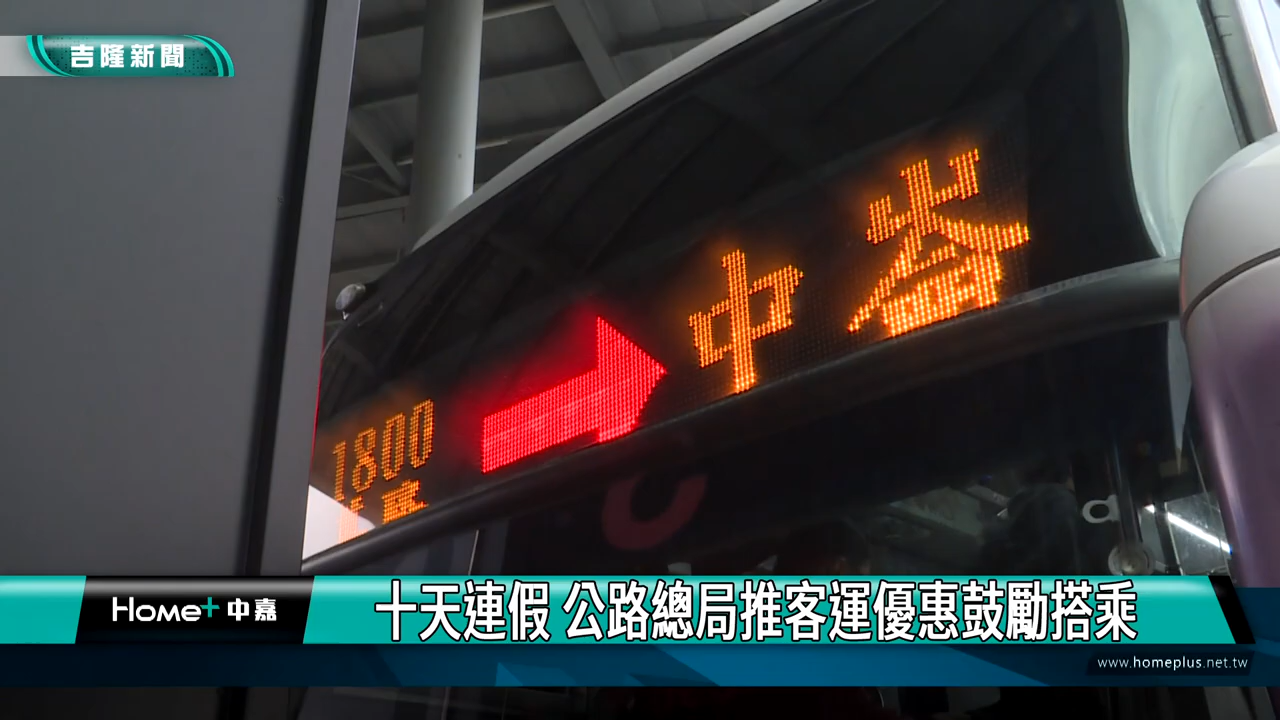 吉隆新聞
中崙
1800
Home+中嘉
十天連假 公路總局推客運優惠鼓勵搭乘
www.homeplus.net.tw